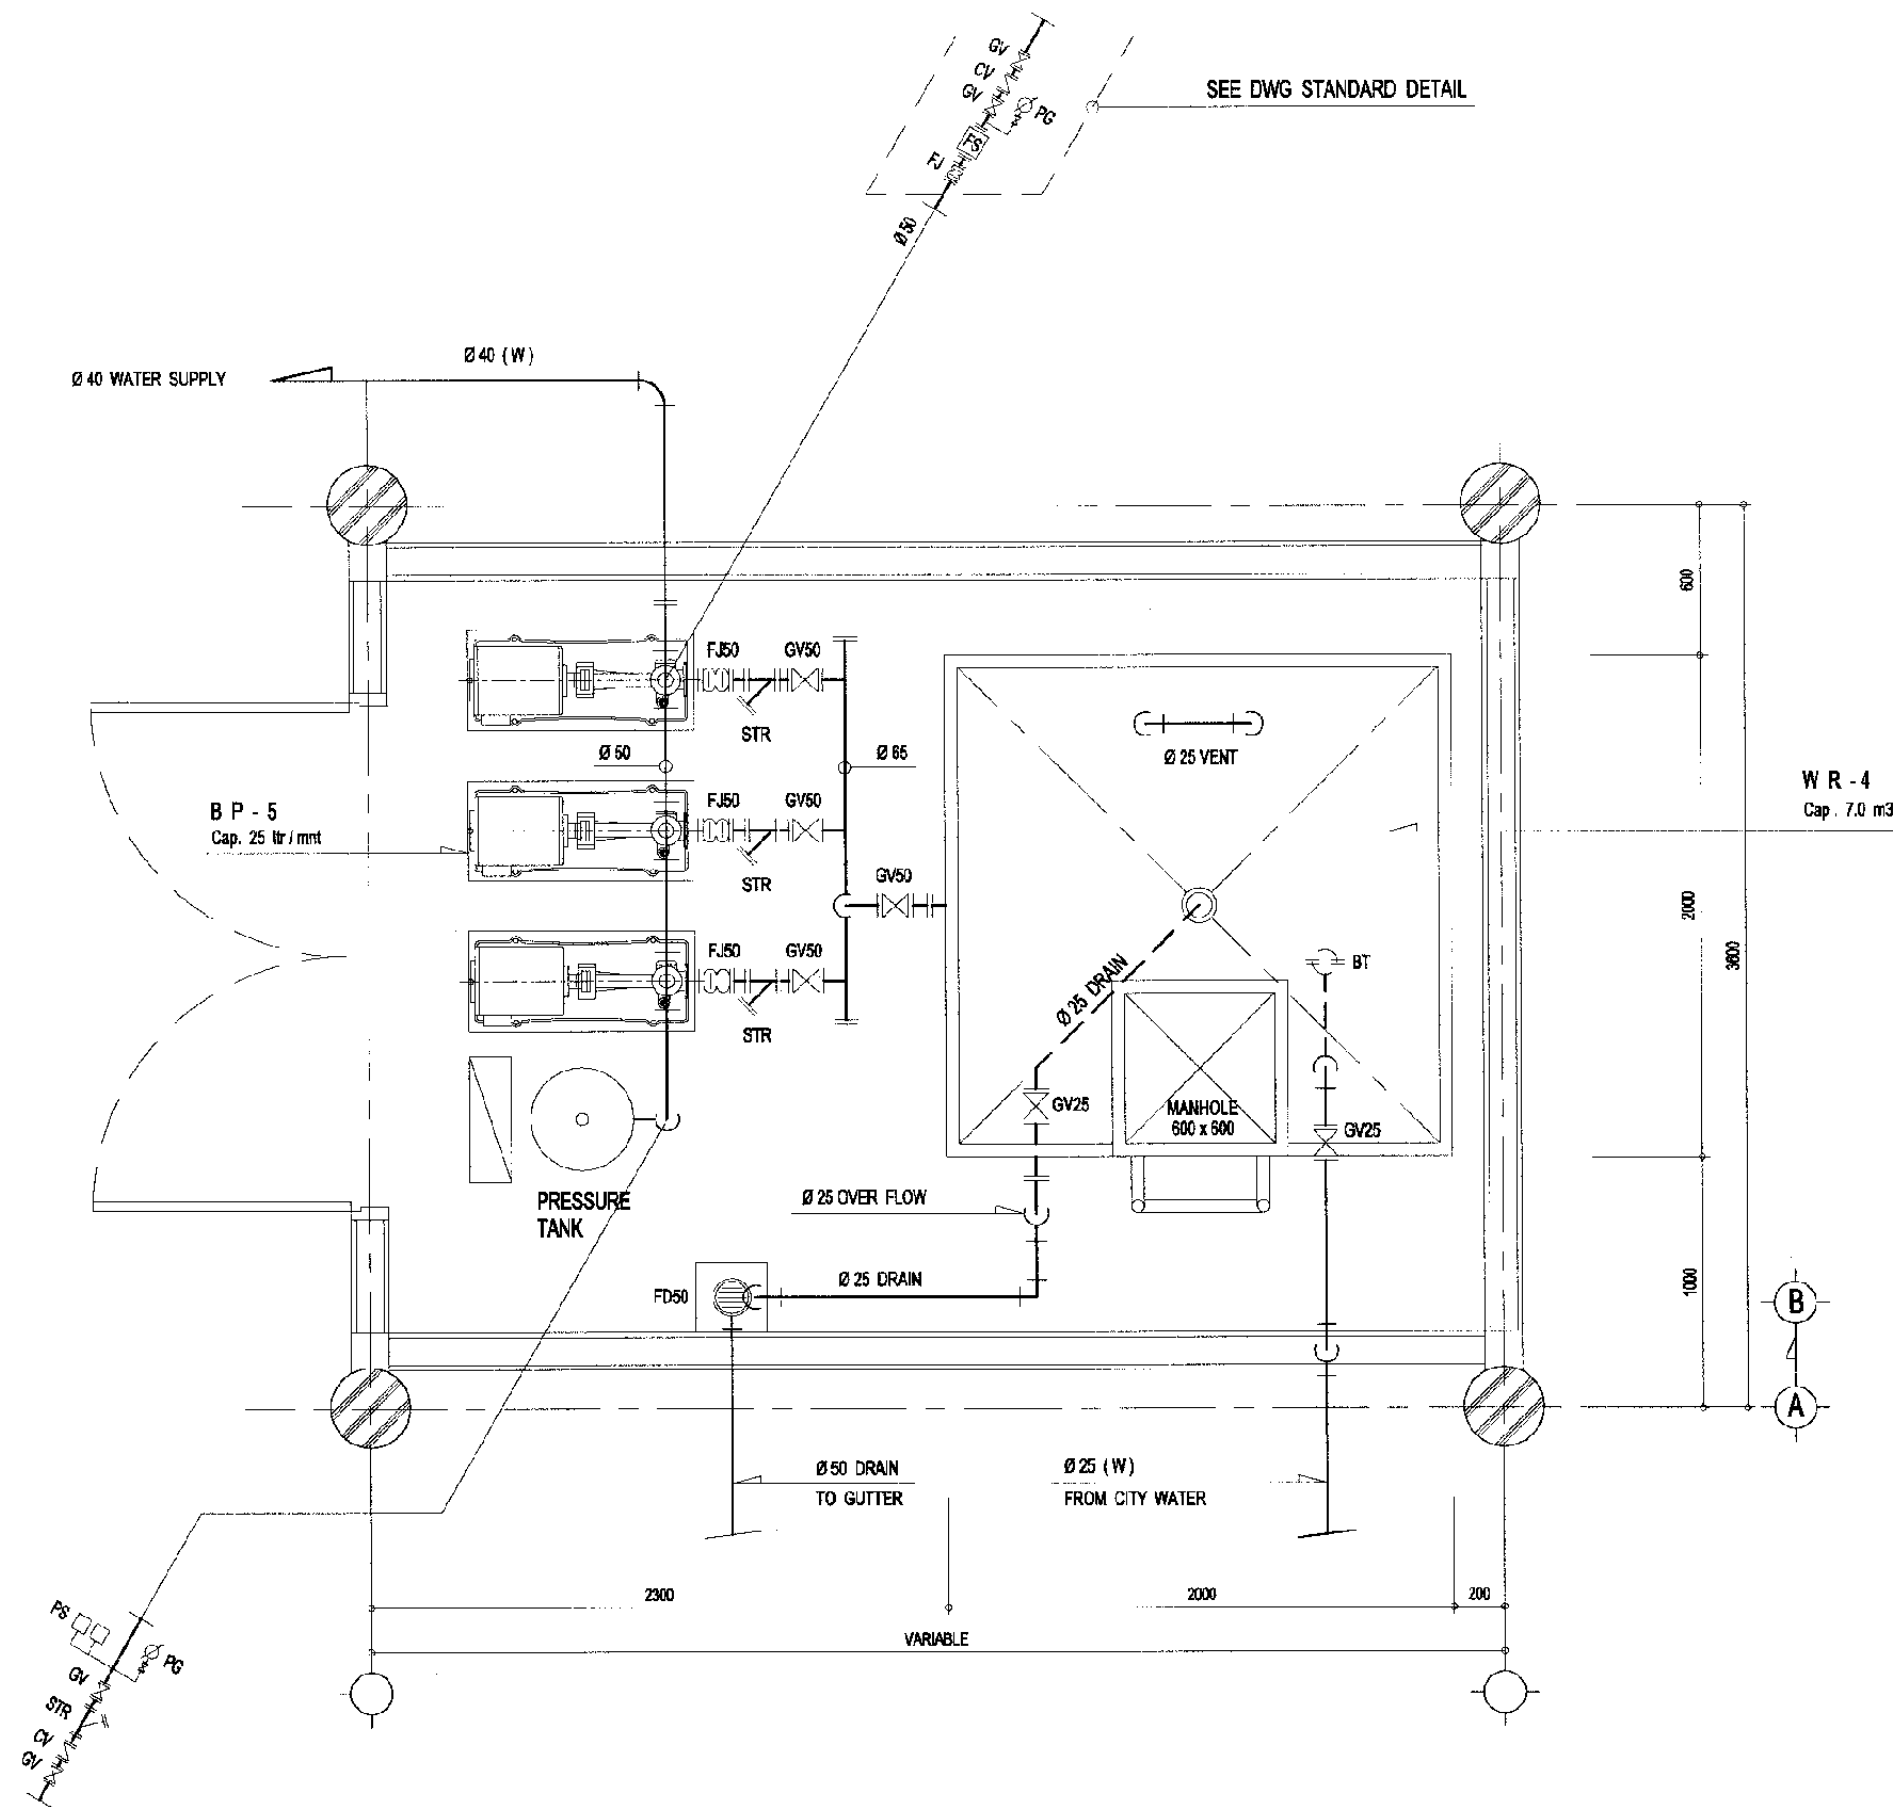 GV
CV
GV
PG
FS
FJ
SEE DWG STANDARD DETAIL
Ø 50
Ø 40 (W)
Ø 40 WATER SUPPLY
600
FJ50
GV50
STR
Ø 25 VENT
Ø 50
Ø 65
W R - 4
Cap. 7.0 m3
B P - 5
Cap. 25 ltr / mnt
FJ50
GV50
STR
GV50
2000
3600
FJ50
GV50
STR
Ø 25 DRAIN
BT
GV25
MANHOLE
600 x 600
GV25
PRESSURE
TANK
Ø 25 OVER FLOW
Ø 25 DRAIN
FD50
1000
B
A
Ø 50 DRAIN
TO GUTTER
Ø 25 (W)
FROM CITY WATER
2300
2000
200
VARIABLE
PS
PG
GV
STR
CV
GV